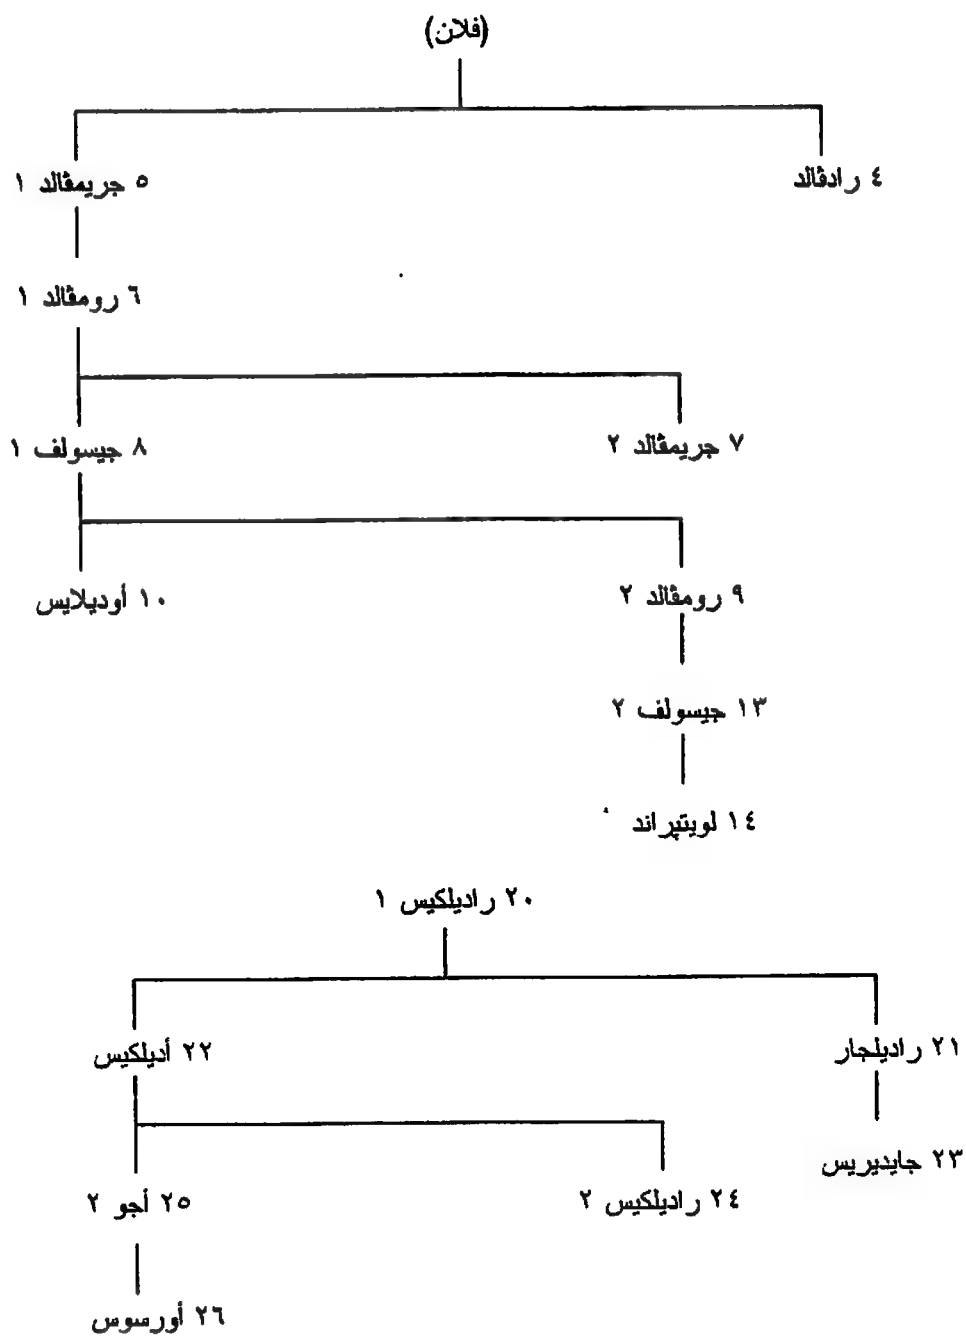 (فلان)
٤ رادڤالد
٥ جريمڤالد ١
٦ رومڤالد ١
٧ جريمڤالد ٢
٨ جيسولف ١
٩ رومڤالد ٢
١٠ أوديلايس
١٣ جيسولف ٢
١٤ لويتپراند
٢٠ راديلكيس ١
٢١ راديلجار
٢٢ أديلكيس
٢٣ جايديريس
٢٤ راديلكيس ٢
٢٥ أجو ٢
٢٦ أورسوس